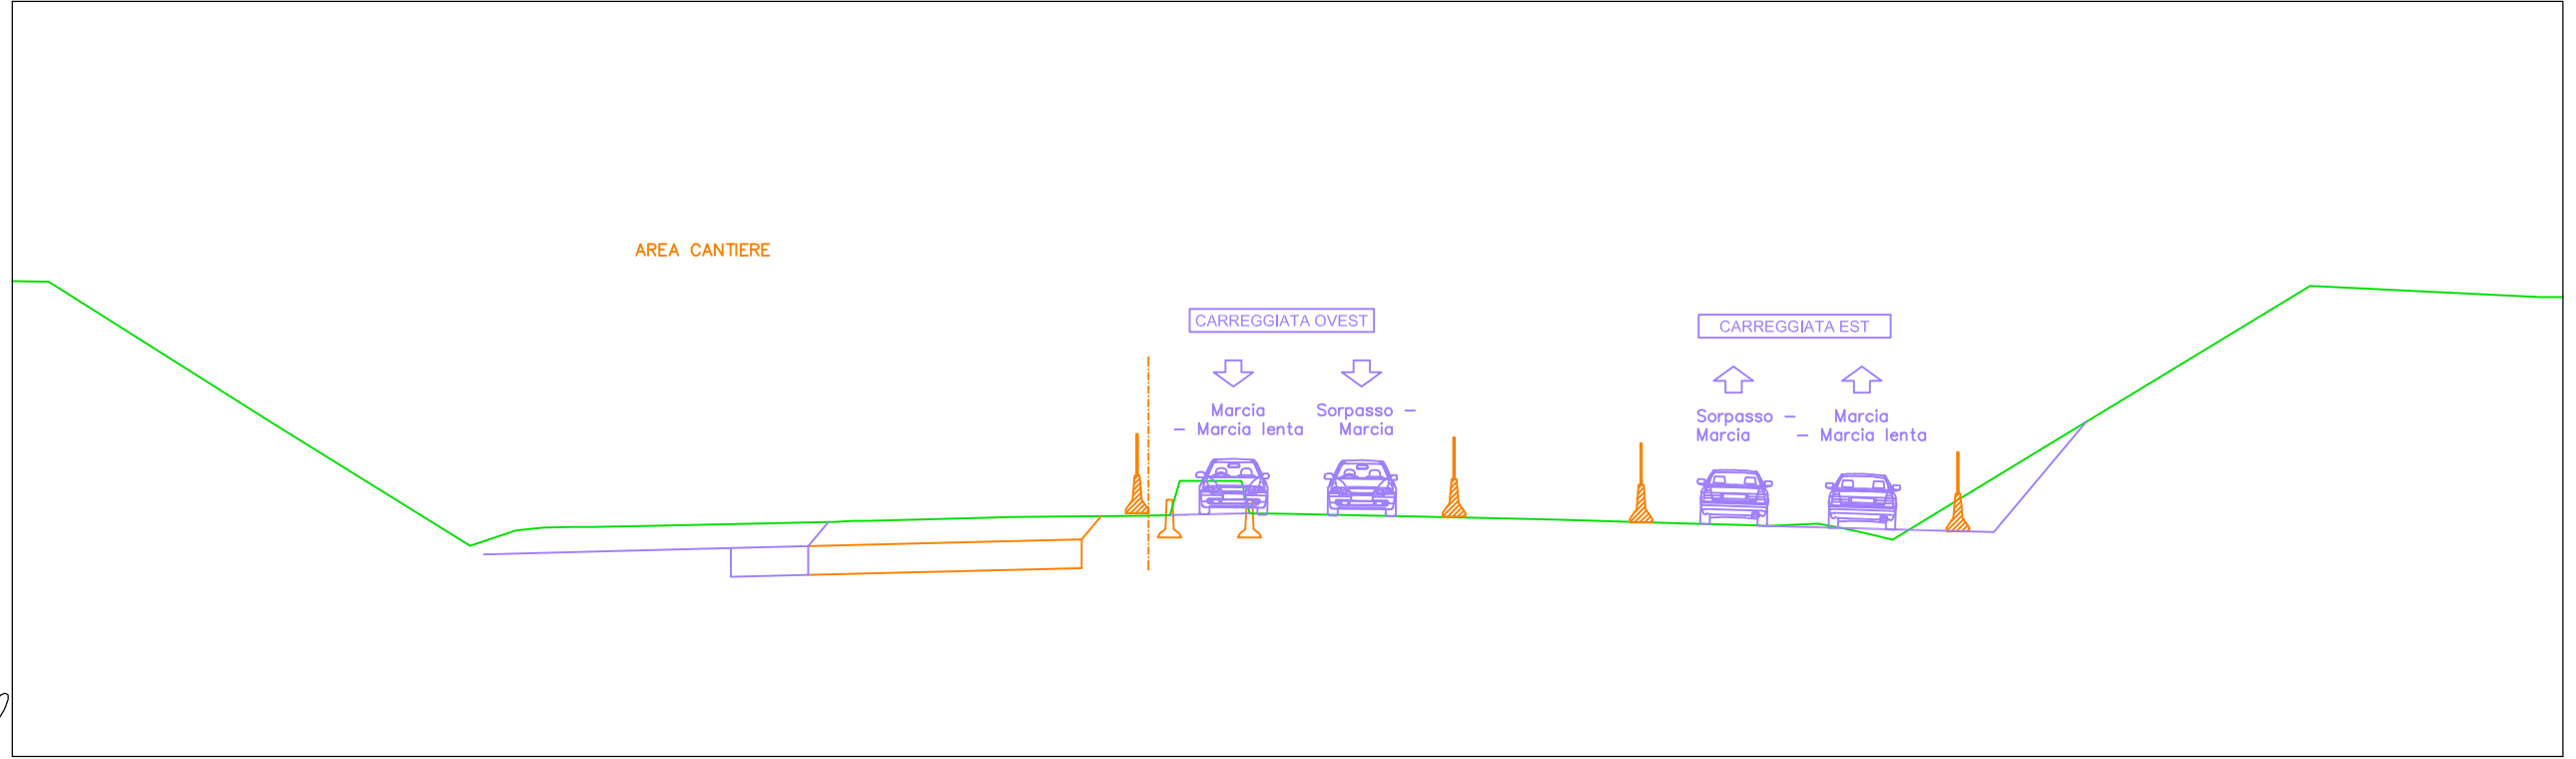 AREA CANTIERE
CARREGGIATA OVEST
CARREGGIATA EST
Marcia
– Marcia lenta
Sorpasso –
Marcia
Sorpasso –
Marcia
Marcia
– Marcia lenta